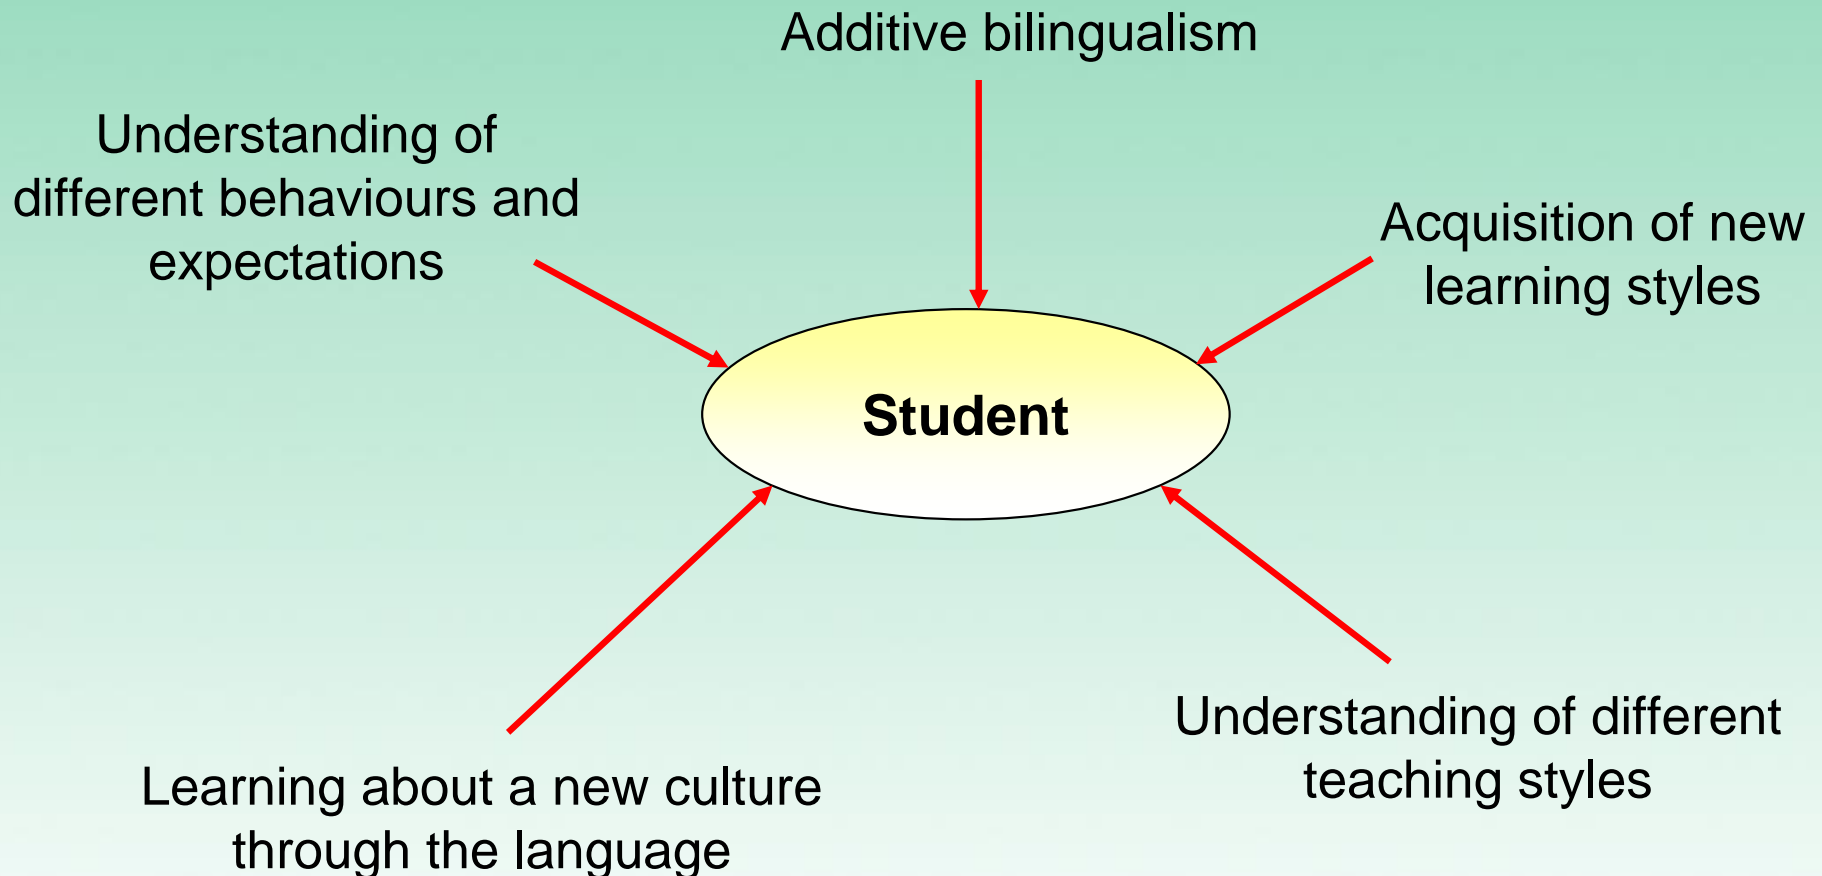 Additive bilingualism
Understanding of
different behaviours and
expectations
Acquisition of new
learning styles
Student
Understanding of different
teaching styles
Learning about a new culture
through the language